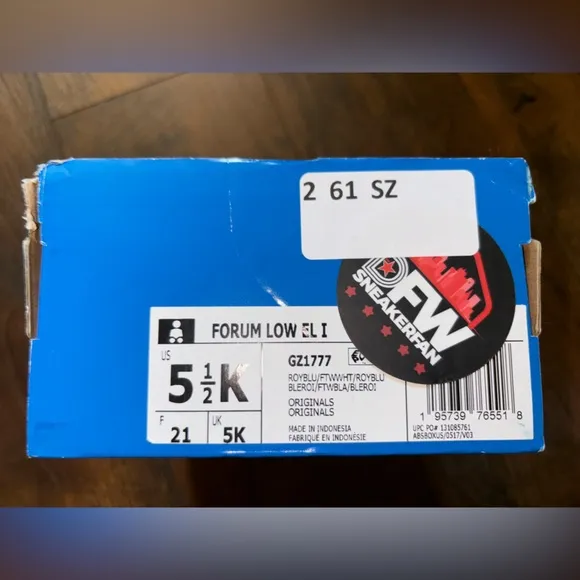 2 61 SZ
DFW
SNEAKERFAN
FORUM LOW EL I
US
5 1/2 K
F
21
UK
5K
GZ1777
ROYBLU/FTWWHT/ROYBLU
BLEROI/FTWBLA/BLEROI
ORIGINALS
ORIGINALS
MADE IN INDONESIA
FABRIQUÉ EN INDONÉSIE
1 95739 76551 8
UPC PO# 131085761
ABSBOXUS/0517/V03